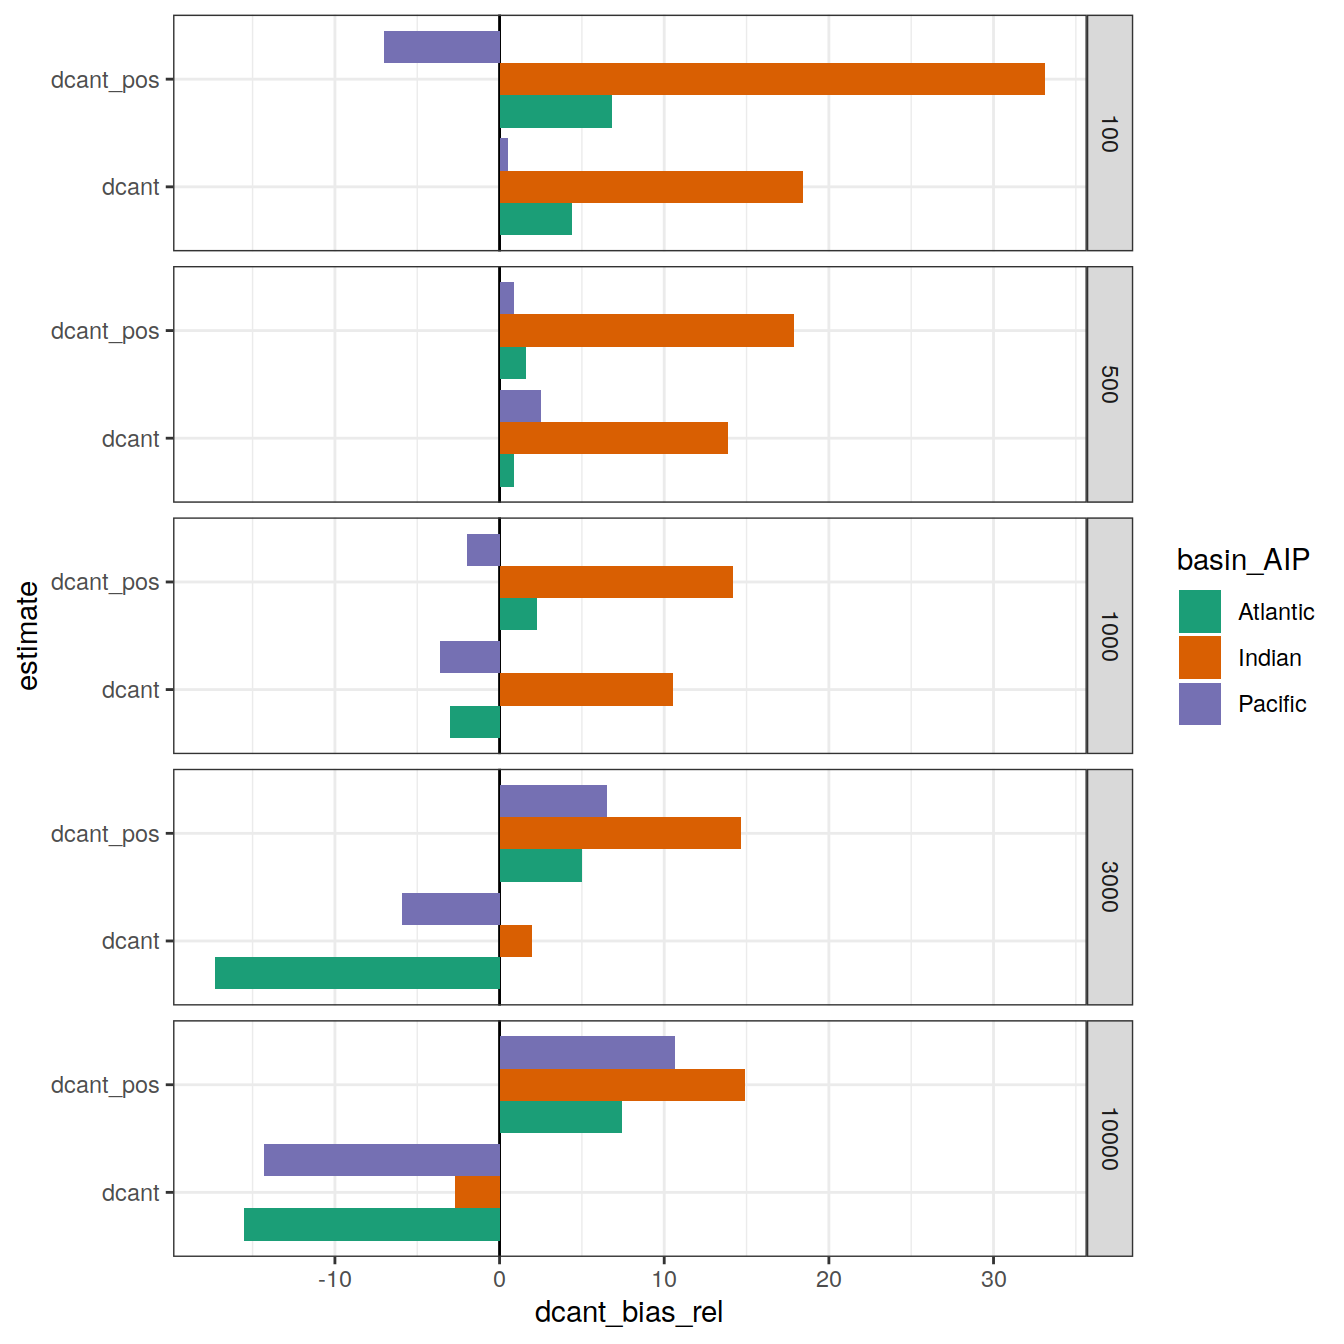 dcant_pos
dcant
100
dcant_pos
dcant
500
dcant_pos
dcant
1000
dcant_pos
dcant
3000
dcant_pos
dcant
10000
-10 0 10 20 30
dcant_bias_rel
estimate
basin_AIP
Atlantic
Indian
Pacific